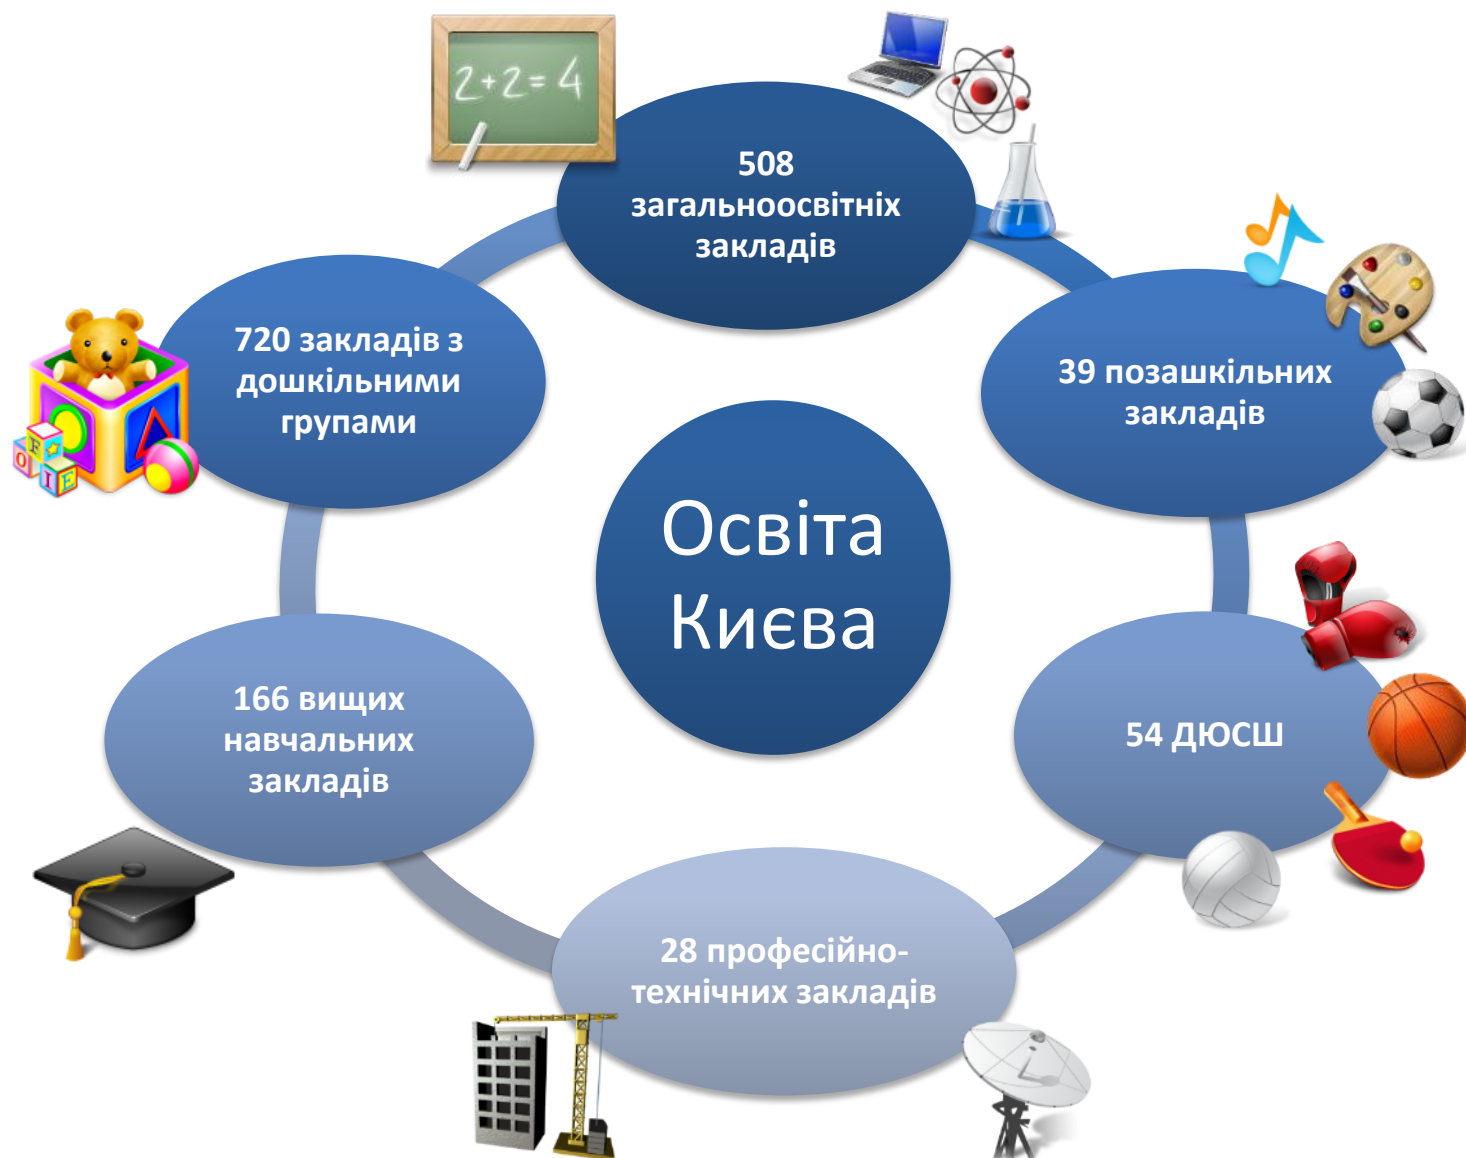 2+2=4
508
загальноосвітніх
закладів
720 закладів з
дошкільними
групами
39 позашкільних
закладів
Освіта
Києва
166 вищих
навчальних
закладів
54 ДЮСШ
28 професійно-
технічних закладів
F
O
I E